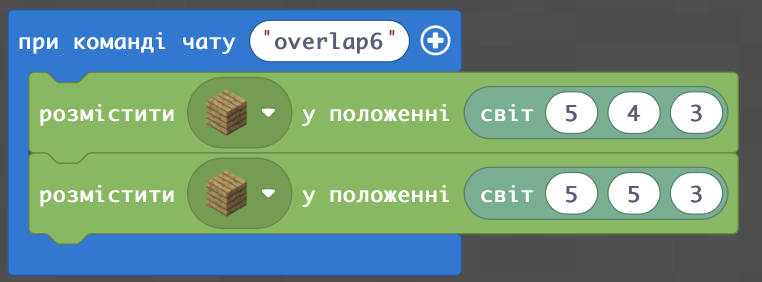 при команді чату "overlap6"
розмістити у положенні світ 5 4 3
розмістити у положенні світ 5 5 3